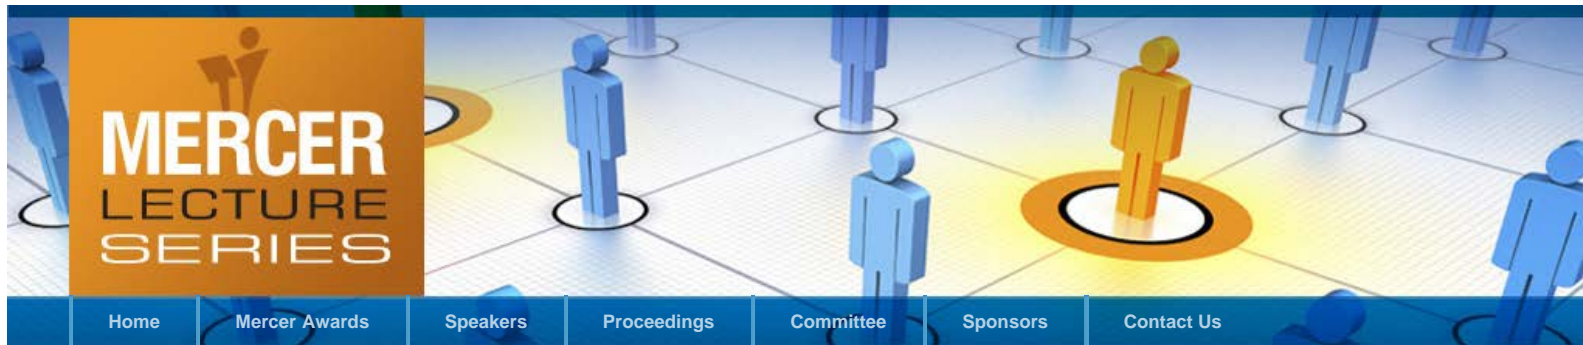 MERCER
LECTURE
SERIES
Home Mercer Awards Speakers Proceedings Committee Sponsors Contact Us